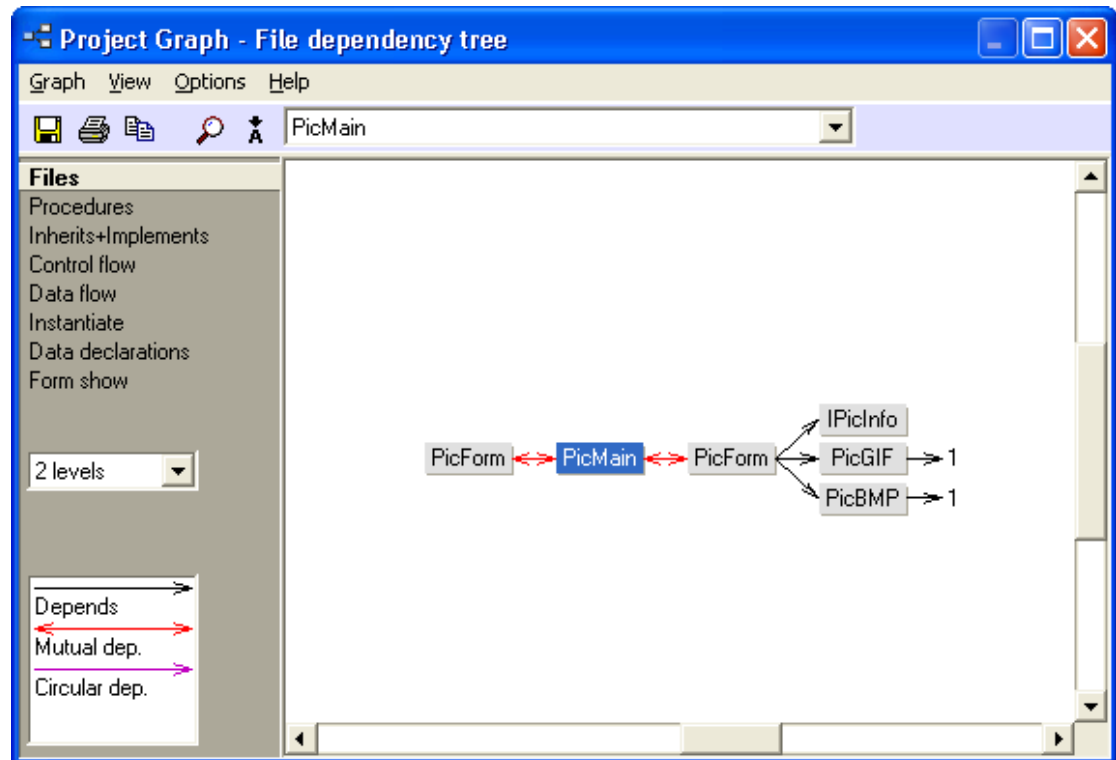 Project Graph - File dependency tree
Graph View Options Help
PicMain
Files
Procedures
Inherits+Implements
Control flow
Data flow
Instantiate
Data declarations
Form show
2 levels
Depends
Mutual dep.
Circular dep.
IPicInfo
PicForm PicMain PicForm PicGIF 1
PicBMP 1